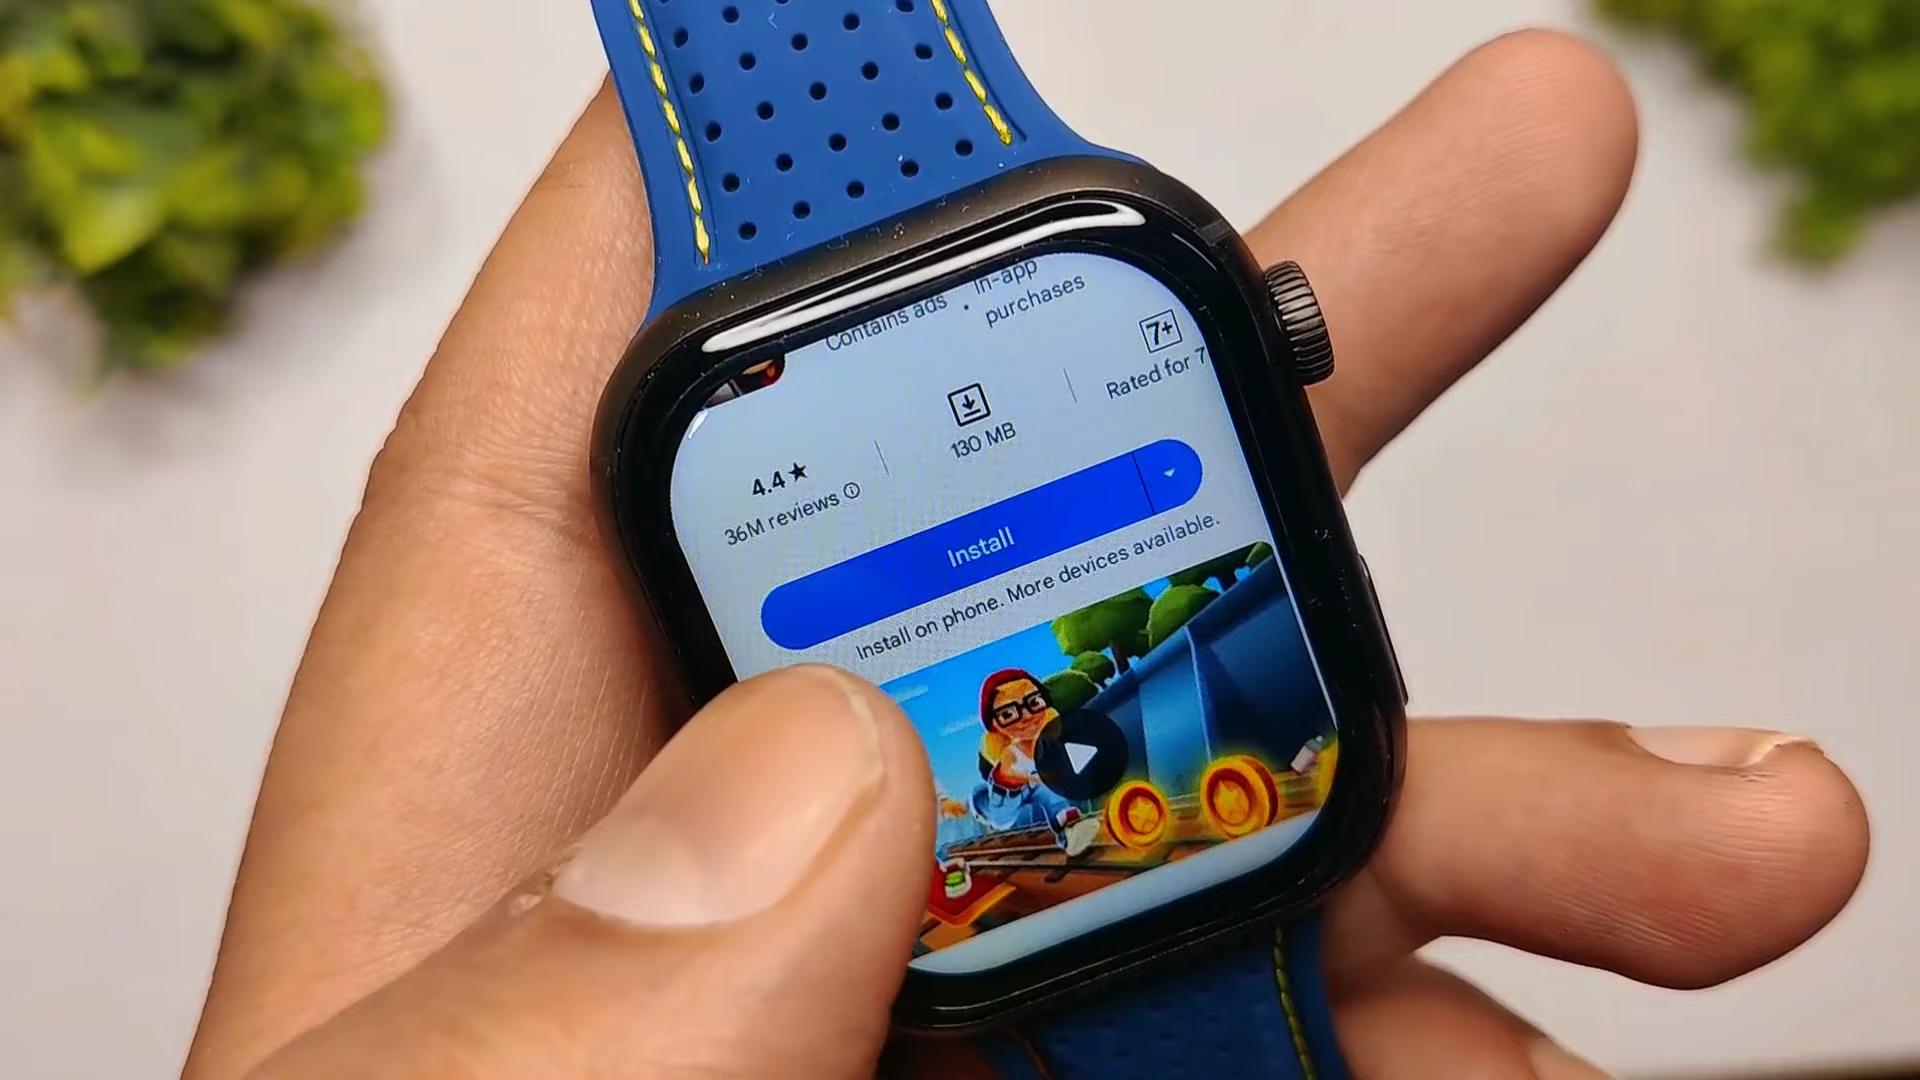 Contains ads • In-app purchases
4.4★
36M reviews
130 MB
7+
Rated for 7
Install
Install on phone. More devices available.